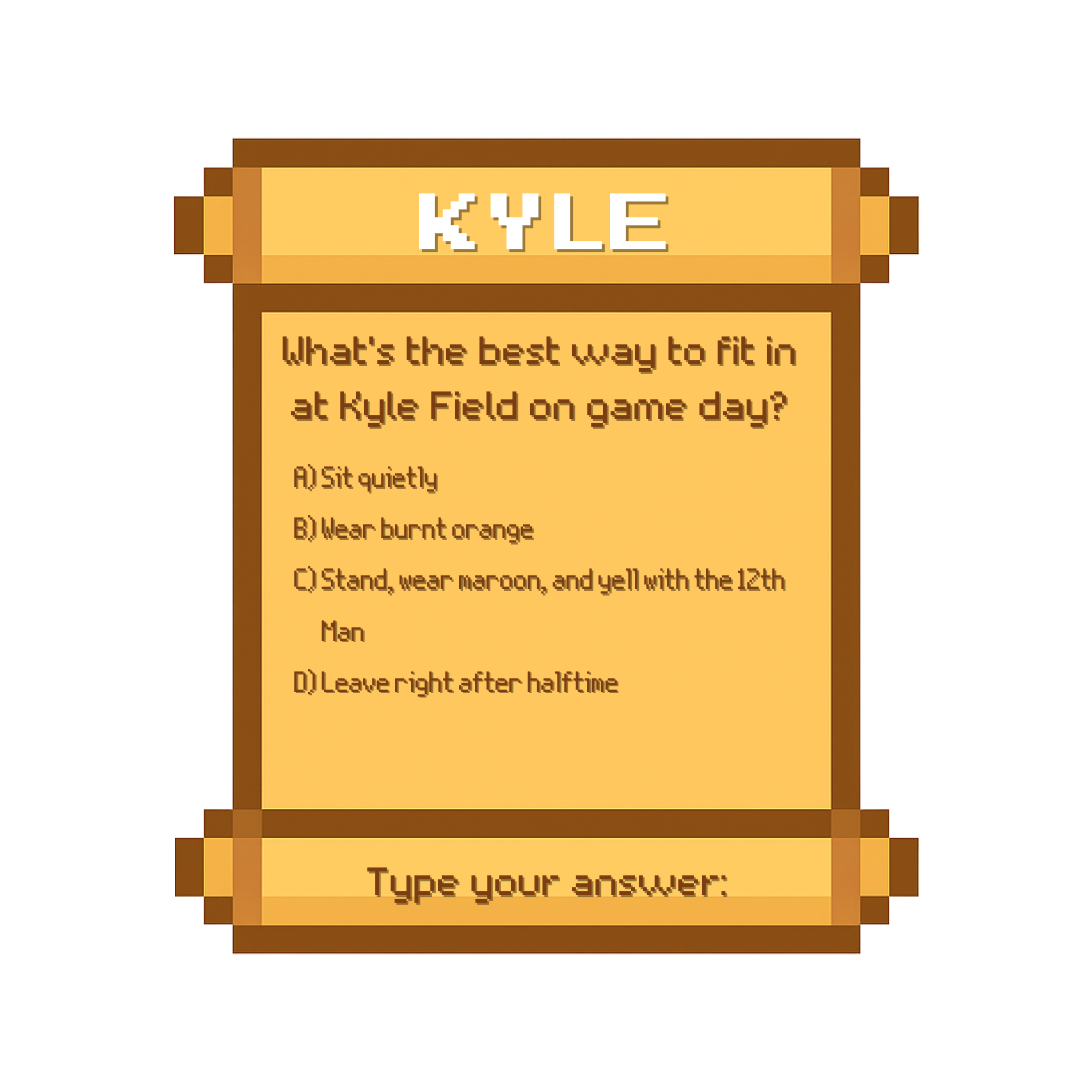 KYLE
What's the best way to fit in
at Kyle Field on game day?
A) Sit quietly
B) Wear burnt orange
C) Stand, wear maroon, and yell with the 12th
Man
D) Leave right after halftime
Type your answer: